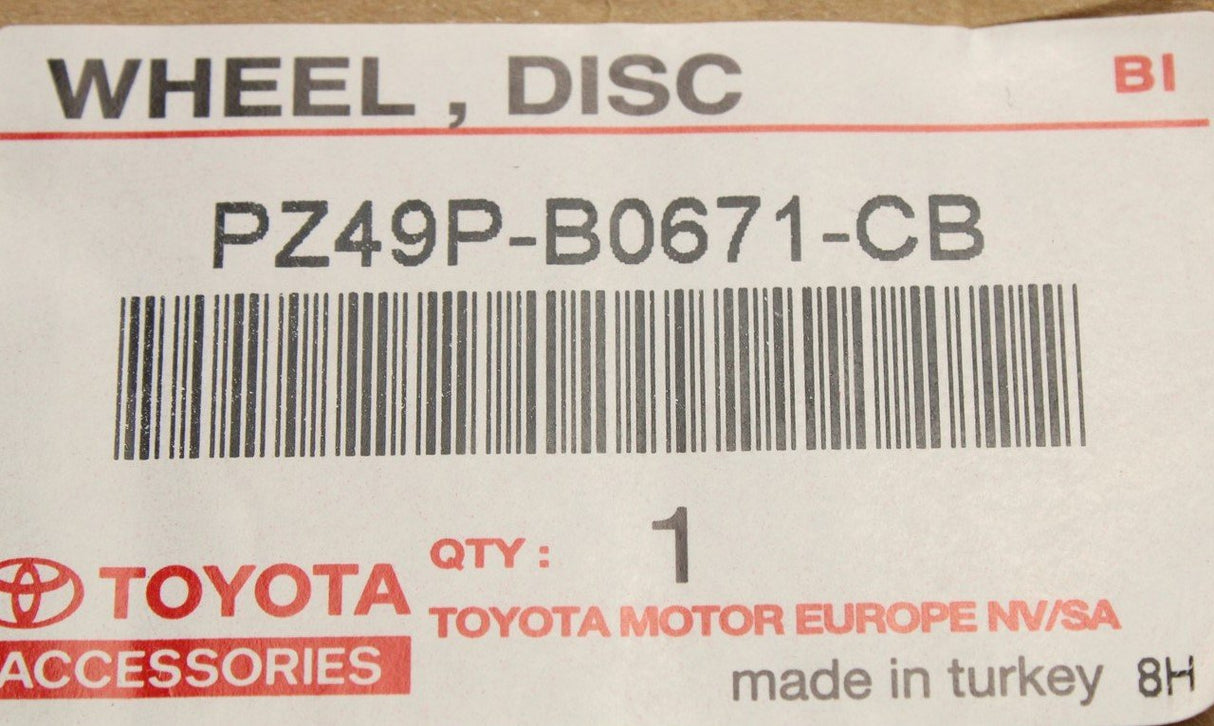 WHEEL , DISC BI
PZ49P-B0671-CB
QTY : 1
TOYOTA
ACCESSORIES
TOYOTA MOTOR EUROPE NV/SA
made in turkey 8H